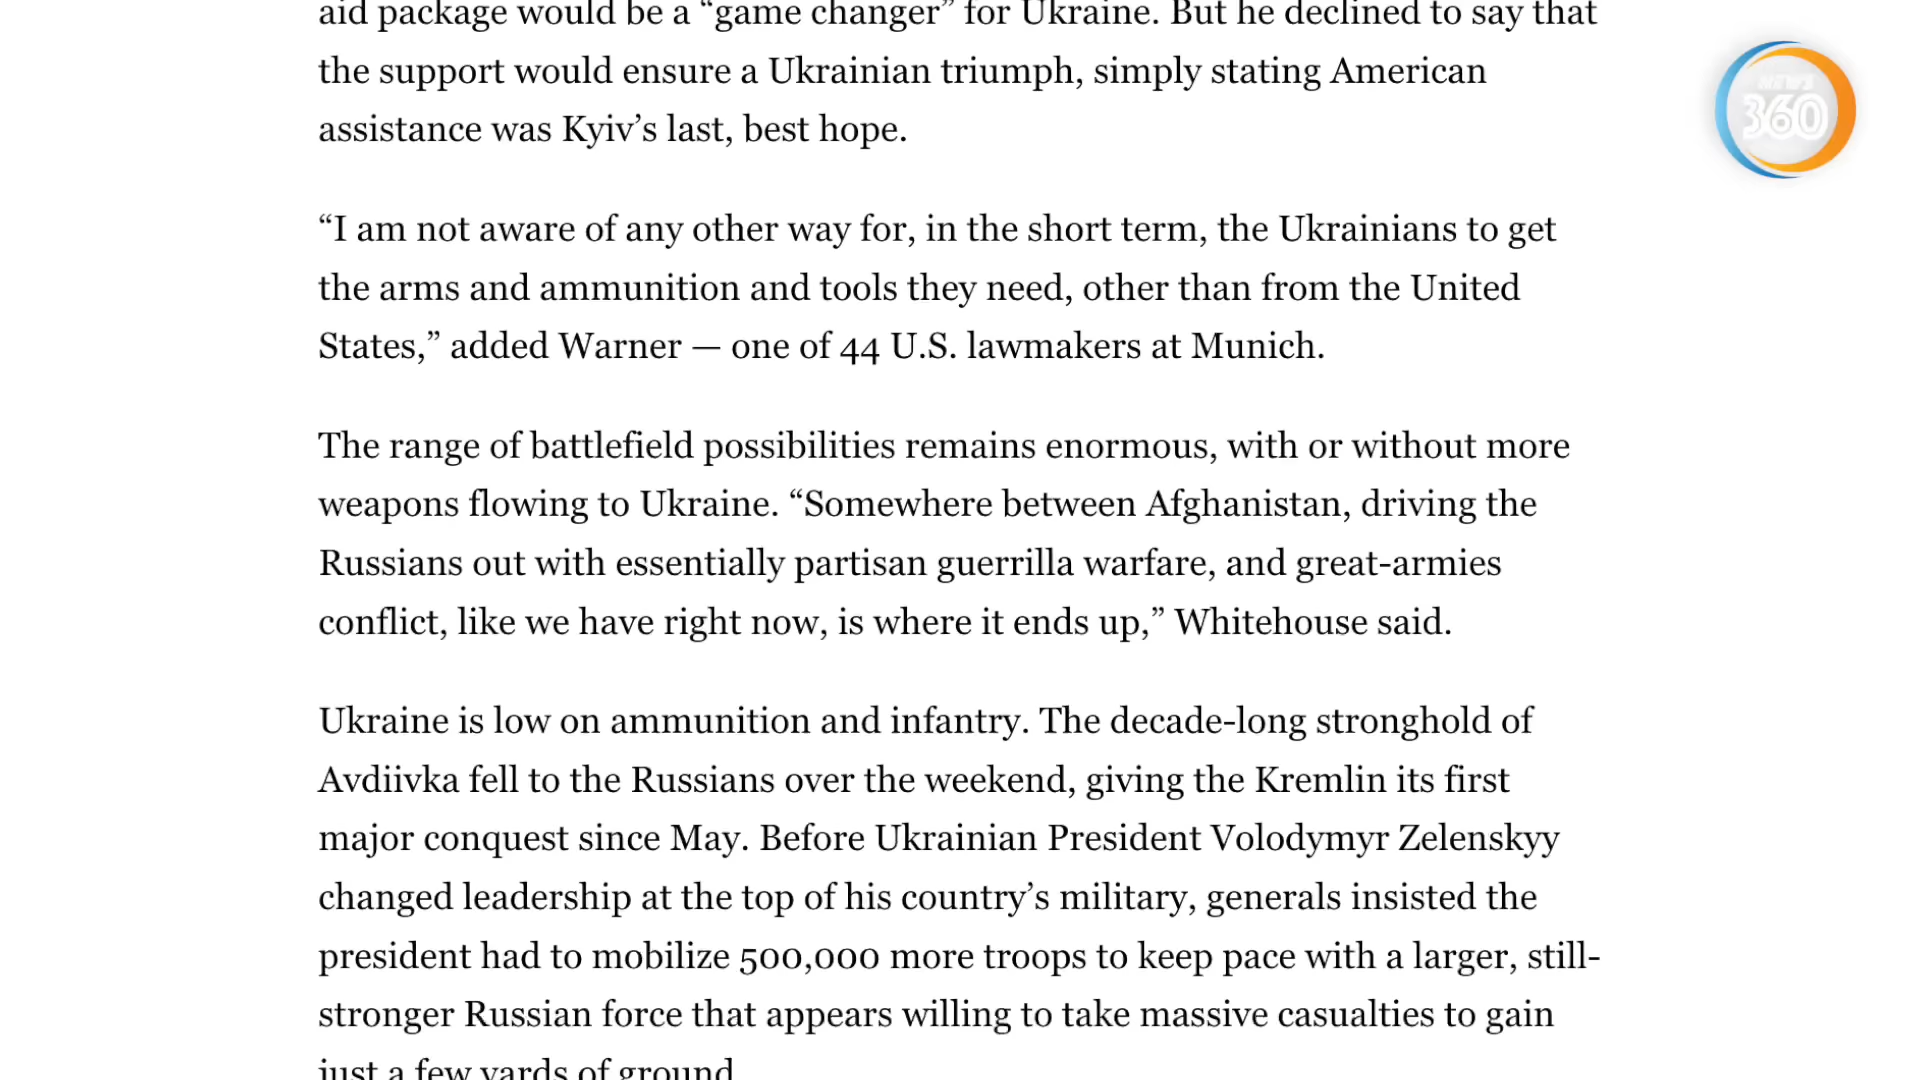 aid package would be a “game changer” for Ukraine. But he declined to say that
the support would ensure a Ukrainian triumph, simply stating American
assistance was Kyiv’s last, best hope.
NEWS
360
“I am not aware of any other way for, in the short term, the Ukrainians to get
the arms and ammunition and tools they need, other than from the United
States,” added Warner — one of 44 U.S. lawmakers at Munich.
The range of battlefield possibilities remains enormous, with or without more
weapons flowing to Ukraine. “Somewhere between Afghanistan, driving the
Russians out with essentially partisan guerrilla warfare, and great-armies
conflict, like we have right now, is where it ends up,” Whitehouse said.
Ukraine is low on ammunition and infantry. The decade-long stronghold of
Avdiivka fell to the Russians over the weekend, giving the Kremlin its first
major conquest since May. Before Ukrainian President Volodymyr Zelenskyy
changed leadership at the top of his country’s military, generals insisted the
president had to mobilize 500,000 more troops to keep pace with a larger, still-
stronger Russian force that appears willing to take massive casualties to gain
just a few yards of ground.